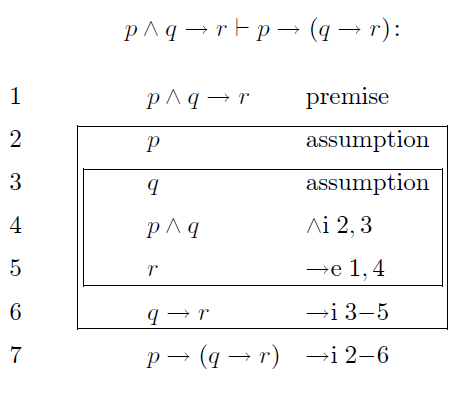 p ∧ q → r ⊢ p → (q → r):
1 p ∧ q → r premise
2 p assumption
3 q assumption
4 p ∧ q ∧i 2, 3
5 r →e 1, 4
6 q → r →i 3−5
7 p → (q → r) →i 2−6